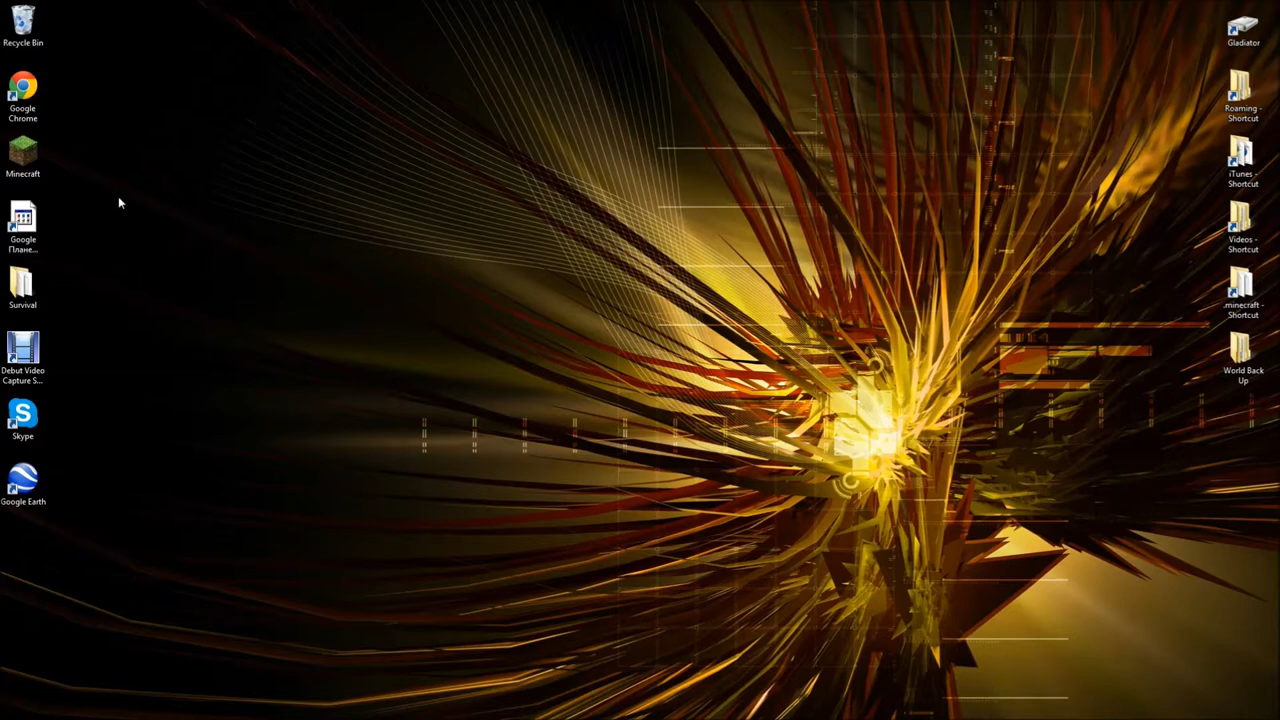 Recycle Bin
Google
Chrome
Minecraft
Google
Плане...
Survival
Debut Video
Capture S...
Skype
Google Earth
Gladiator
Roaming -
Shortcut
iTunes -
Shortcut
Videos -
Shortcut
.minecraft -
Shortcut
World Back
Up